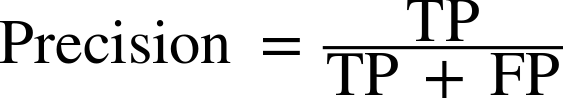 Precision = TP / TP + FP